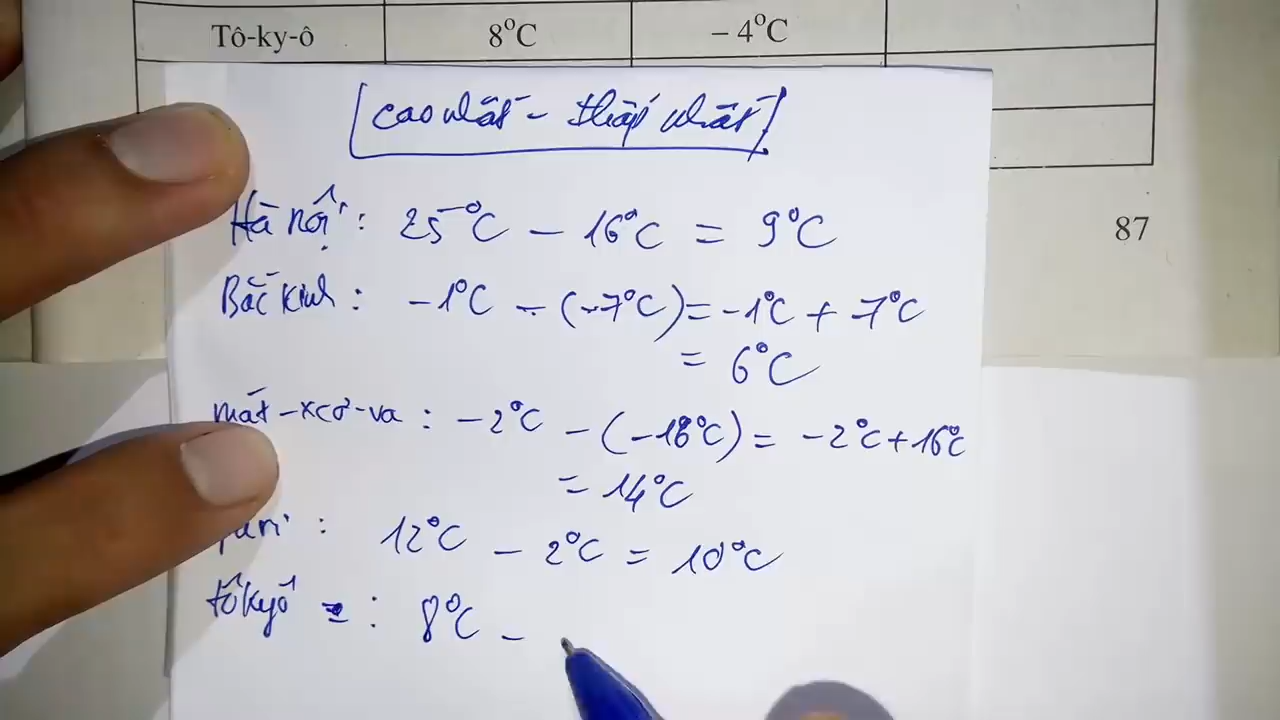 Tô-ky-ô 8°C – 4°C
[cao nhất - thấp nhất]
Hà nội: 25°C - 16°C = 9°C
87
Bắc Kinh: -1°C - (-7°C) = -1°C + 7°C
= 6°C
mát-xcơ-va: -2°C - (-16°C) = -2°C + 16°C
= 14°C
12°C - 2°C = 10°C
tôkyô : 8°C -